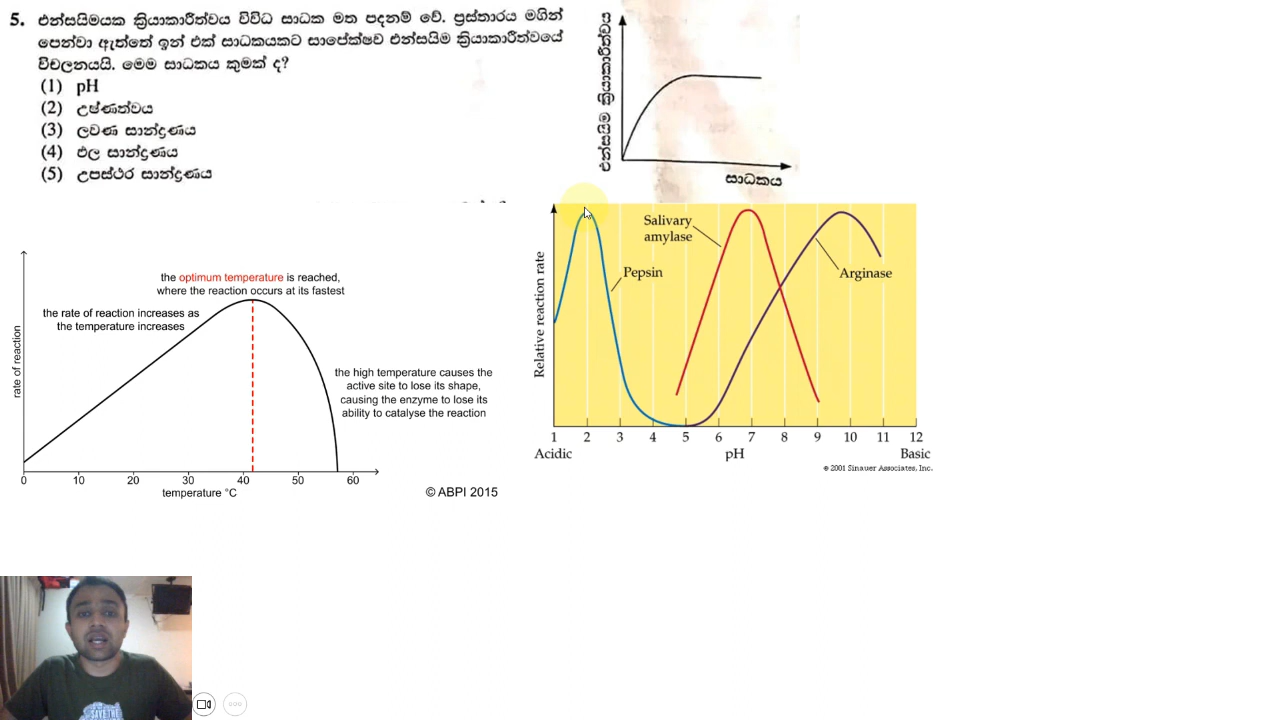 5. එන්සයිමයක ක්‍රියාකාරීත්වය විවිධ සාධක මත පදනම් වේ. ප්‍රස්තාරය මගින්
පෙන්වා ඇත්තේ ඉන් එක් සාධකයකට සාපේක්ෂව එන්සයිම ක්‍රියාකාරීත්වයේ
විචලනයයි. මෙම සාධකය කුමක් ද?
(1) pH
(2) උෂ්ණත්වය
(3) ලවණ සාන්ද්‍රණය
(4) ඵල සාන්ද්‍රණය
(5) උපස්ථර සාන්ද්‍රණය
එන්සයිම ක්‍රියාකාරීත්වය
සාධකය
the optimum temperature is reached,
where the reaction occurs at its fastest
the rate of reaction increases as
the temperature increases
the high temperature causes the
active site to lose its shape,
causing the enzyme to lose its
ability to catalyse the reaction
rate of reaction
0 10 20 30 40 50 60
temperature °C
© ABPI 2015
Relative reaction rate
Salivary
amylase
Pepsin
Arginase
1 2 3 4 5 6 7 8 9 10 11 12
Acidic pH Basic
© 2001 Sinauer Associates, Inc.